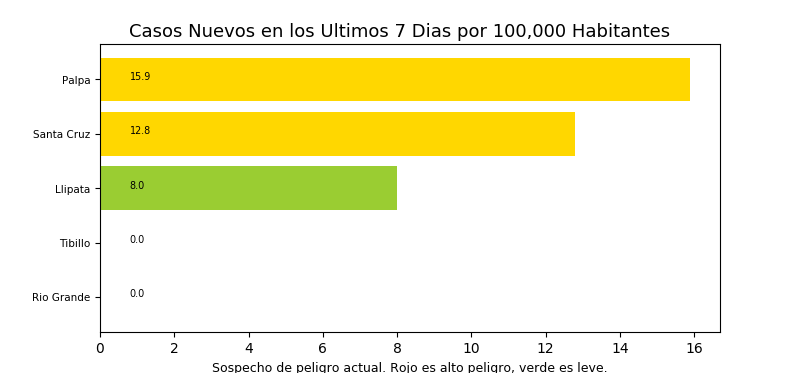 Casos Nuevos en los Ultimos 7 Dias por 100,000 Habitantes
Palpa 15.9
Santa Cruz 12.8
Llipata 8.0
Tibillo 0.0
Rio Grande 0.0
0 2 4 6 8 10 12 14 16
Sospecho de peligro actual. Rojo es alto peligro, verde es leve.